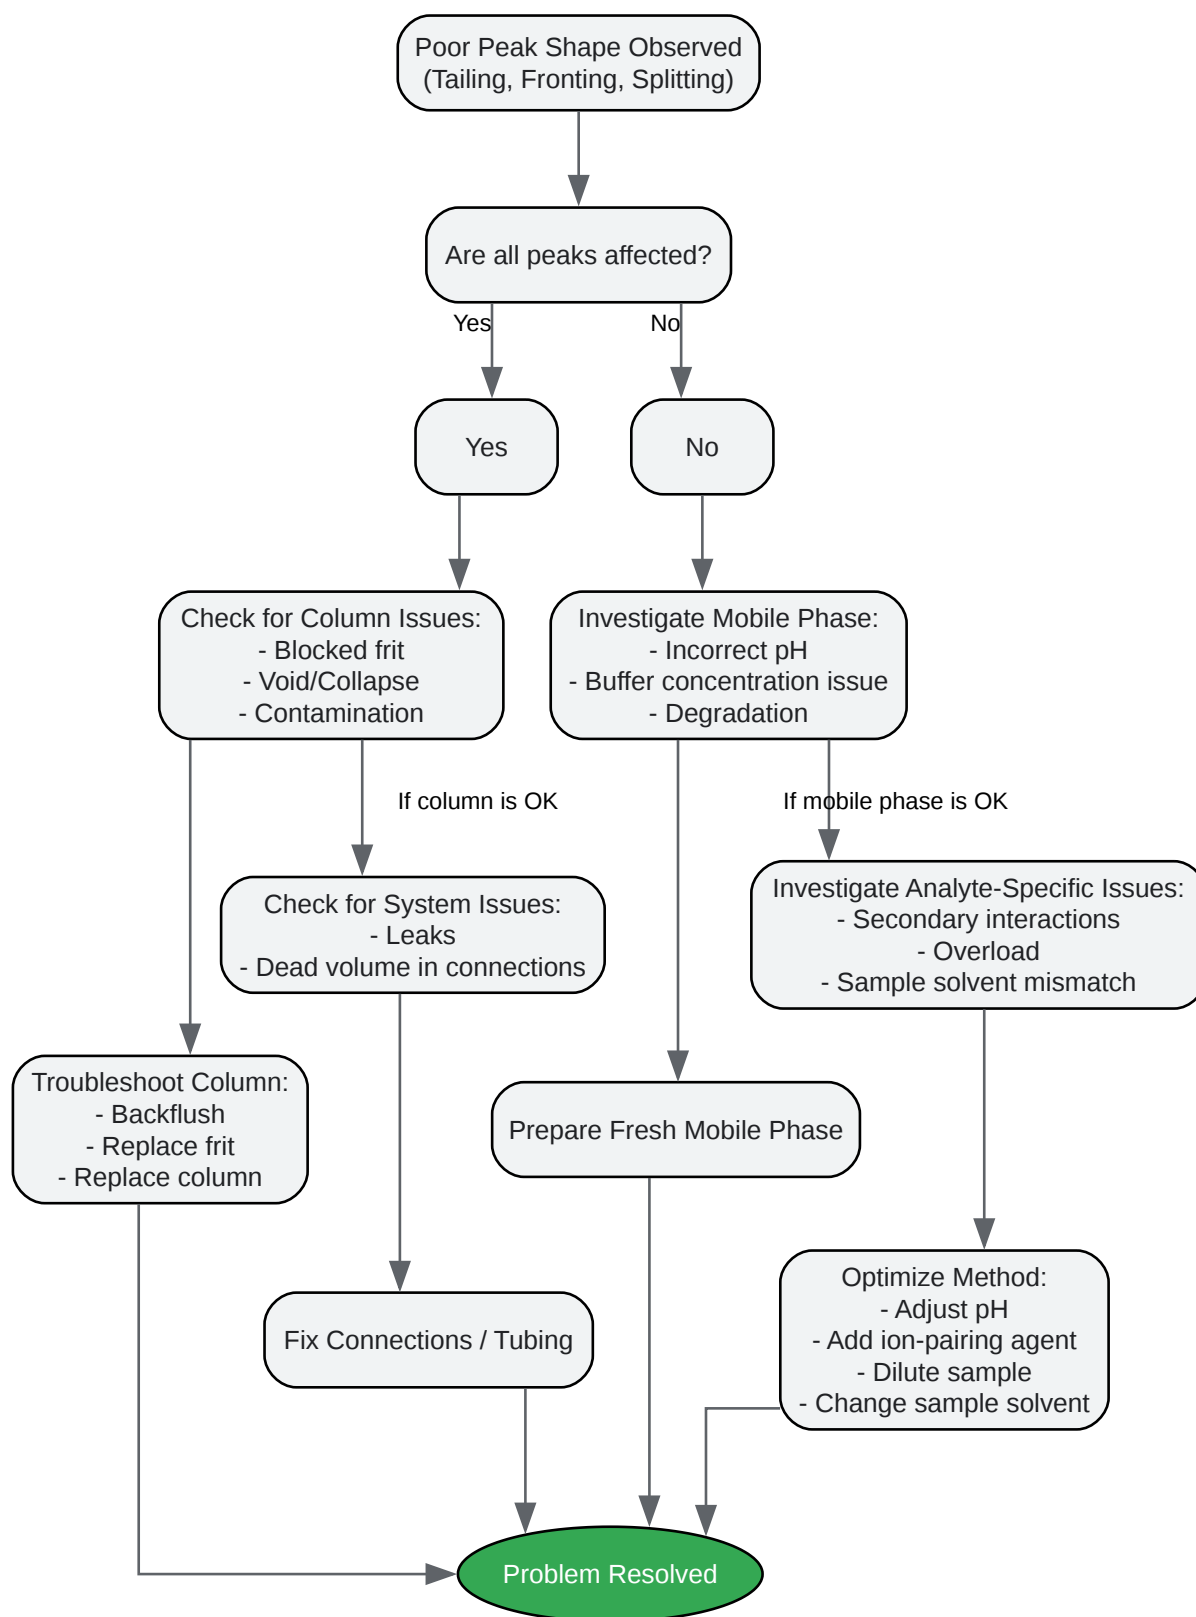 Poor Peak Shape Observed
(Tailing, Fronting, Splitting)
Are all peaks affected?
Yes
No
Yes
No
Check for Column Issues:
- Blocked frit
- Void/Collapse
- Contamination
Investigate Mobile Phase:
- Incorrect pH
- Buffer concentration issue
- Degradation
If column is OK
If mobile phase is OK
Check for System Issues:
- Leaks
- Dead volume in connections
Investigate Analyte-Specific Issues:
- Secondary interactions
- Overload
- Sample solvent mismatch
Troubleshoot Column:
- Backflush
- Replace frit
- Replace column
Prepare Fresh Mobile Phase
Fix Connections / Tubing
Optimize Method:
- Adjust pH
- Add ion-pairing agent
- Dilute sample
- Change sample solvent
Problem Resolved